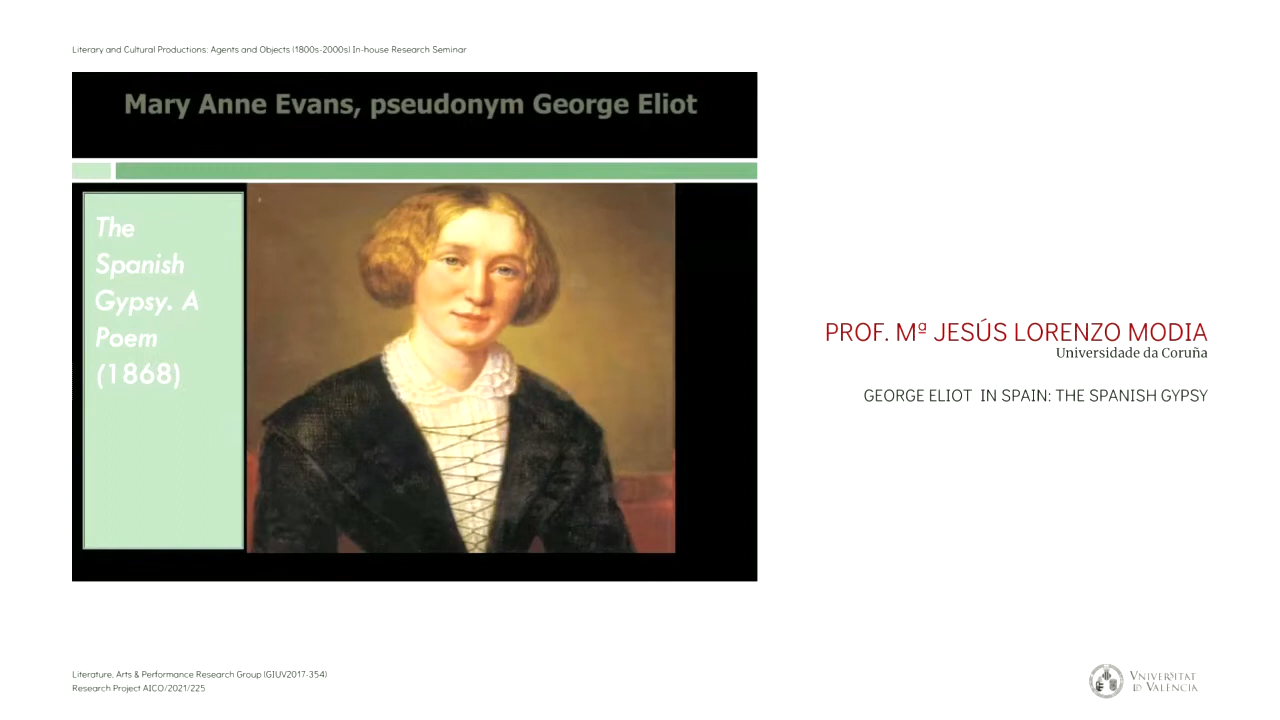 Literary and Cultural Productions: Agents and Objects (1800s-2000s) In-house Research Seminar
Mary Anne Evans, pseudonym George Eliot
The
Spanish
Gypsy. A
Poem
(1868)
PROF. Mª JESÚS LORENZO MODIA
Universidade da Coruña
GEORGE ELIOT IN SPAIN: THE SPANISH GYPSY
Literature, Arts & Performance Research Group (GIUV2017-354)
Research Project AICO/2021/225
VNIVERSITAT
ID VALENCIA